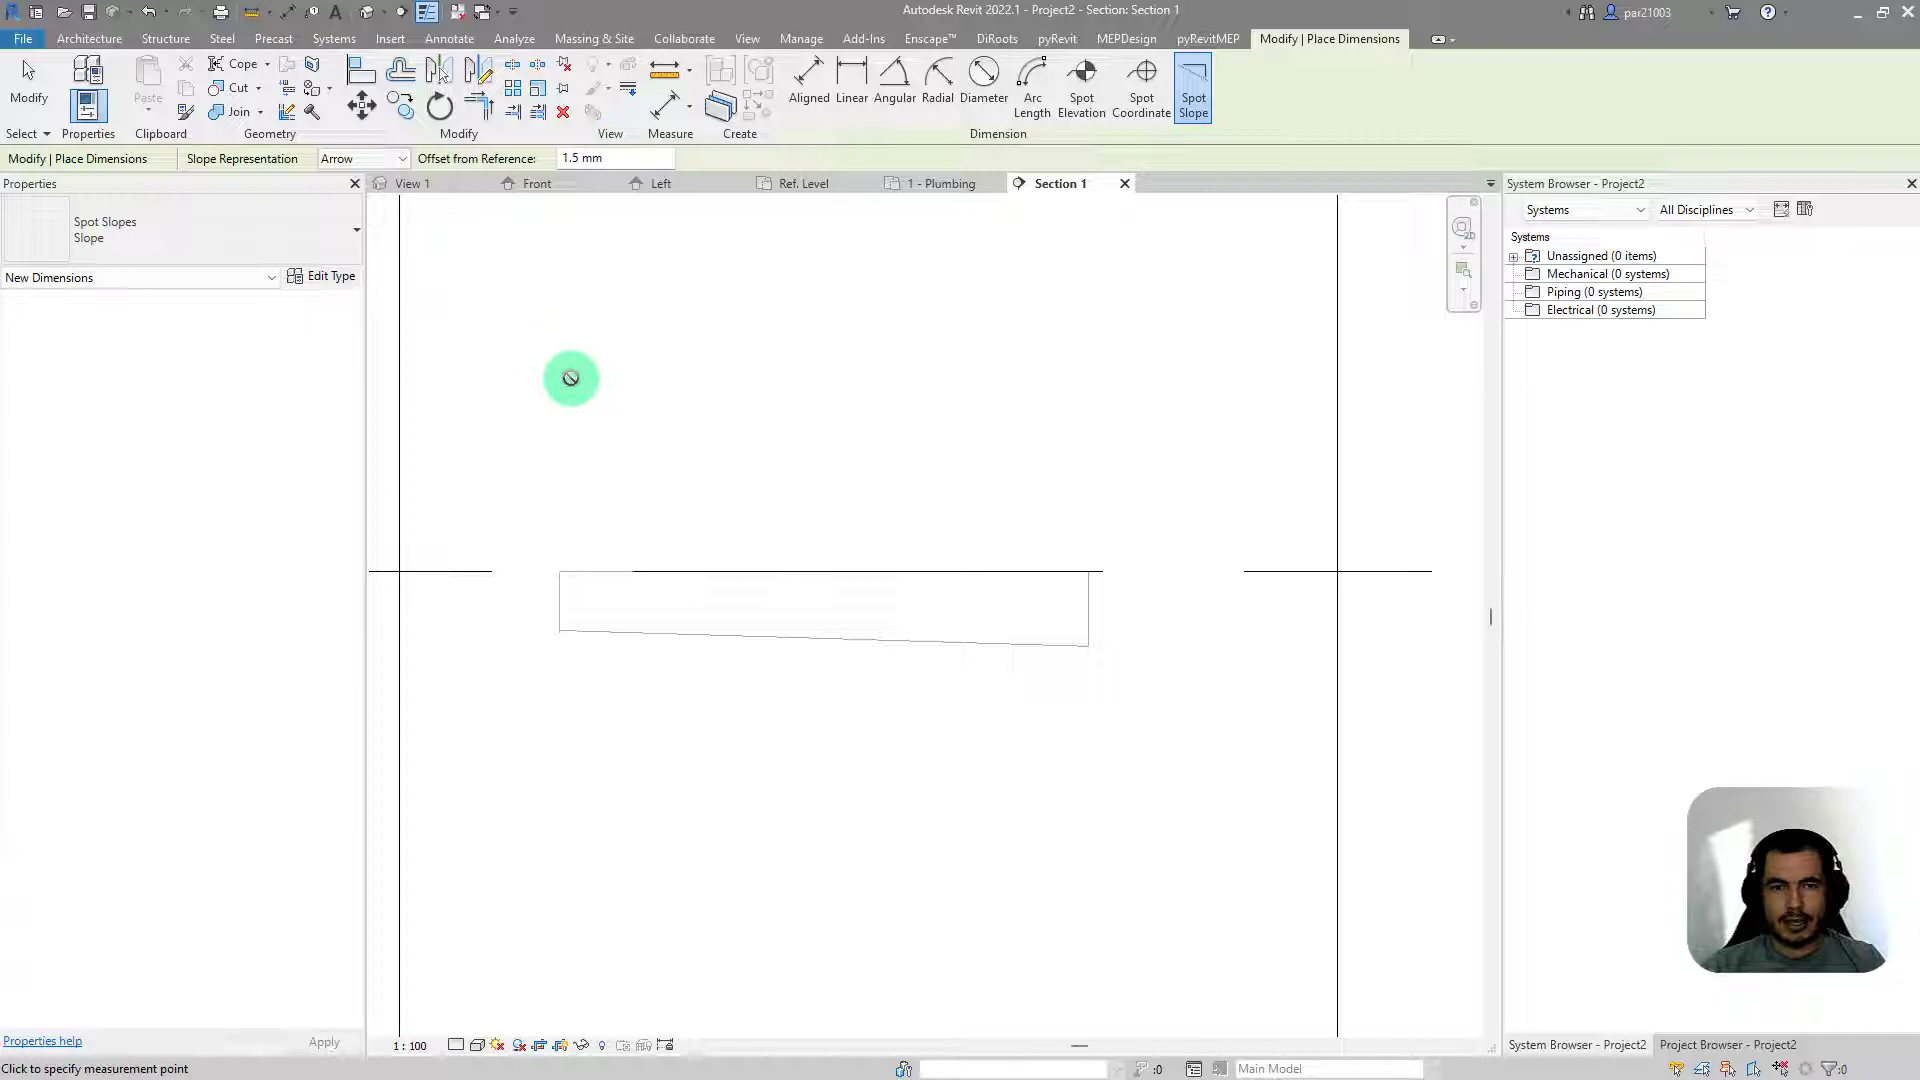 Autodesk Revit 2022.1 - Project2 - Section: Section 1
par21003
File Architecture Structure Steel Precast Systems Insert Annotate Analyze Massing & Site Collaborate View Manage Add-Ins Enscape™ DiRoots pyRevit MEPDesign pyRevitMEP Modify | Place Dimensions
Modify
Paste
Cope
Cut
Join
Aligned Linear Angular Radial Diameter
Arc Length
Spot Elevation
Spot Coordinate
Spot Slope
Select Properties Clipboard Geometry Modify View Measure Create Dimension
Modify | Place Dimensions Slope Representation Arrow Offset from Reference: 1.5 mm
Properties
View 1 Front Left Ref. Level 1 - Plumbing Section 1
System Browser - Project2
Spot Slopes
Slope
Systems All Disciplines
New Dimensions Edit Type
Systems
Unassigned (0 items)
Mechanical (0 systems)
Piping (0 systems)
Electrical (0 systems)
2D
Properties help Apply
1 : 100
System Browser - Project2 Project Browser - Project2
Click to specify measurement point
:0
Main Model
:0